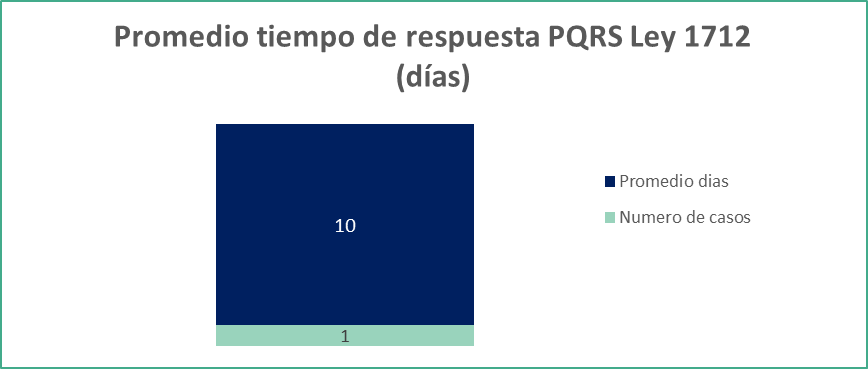 Promedio tiempo de respuesta PQRS Ley 1712
(días)
10
1
Promedio dias
Numero de casos